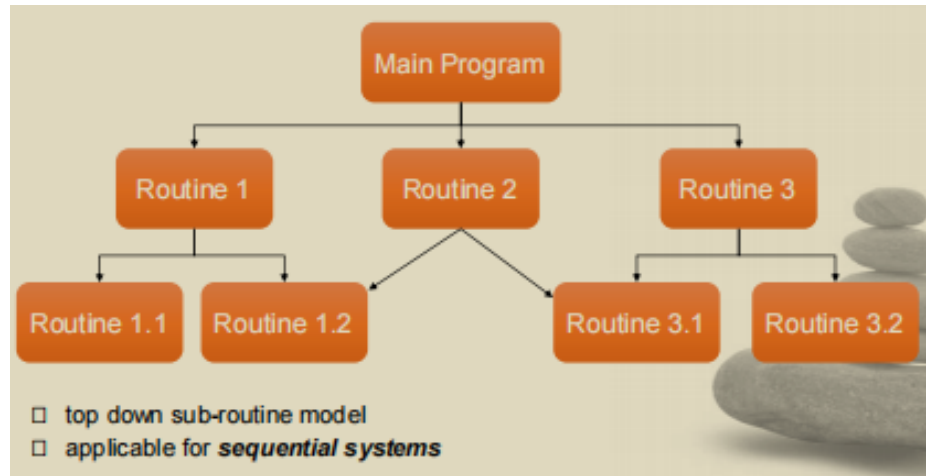 Main Program
Routine 1
Routine 2
Routine 3
Routine 1.1
Routine 1.2
Routine 3.1
Routine 3.2
□ top down sub-routine model
□ applicable for sequential systems